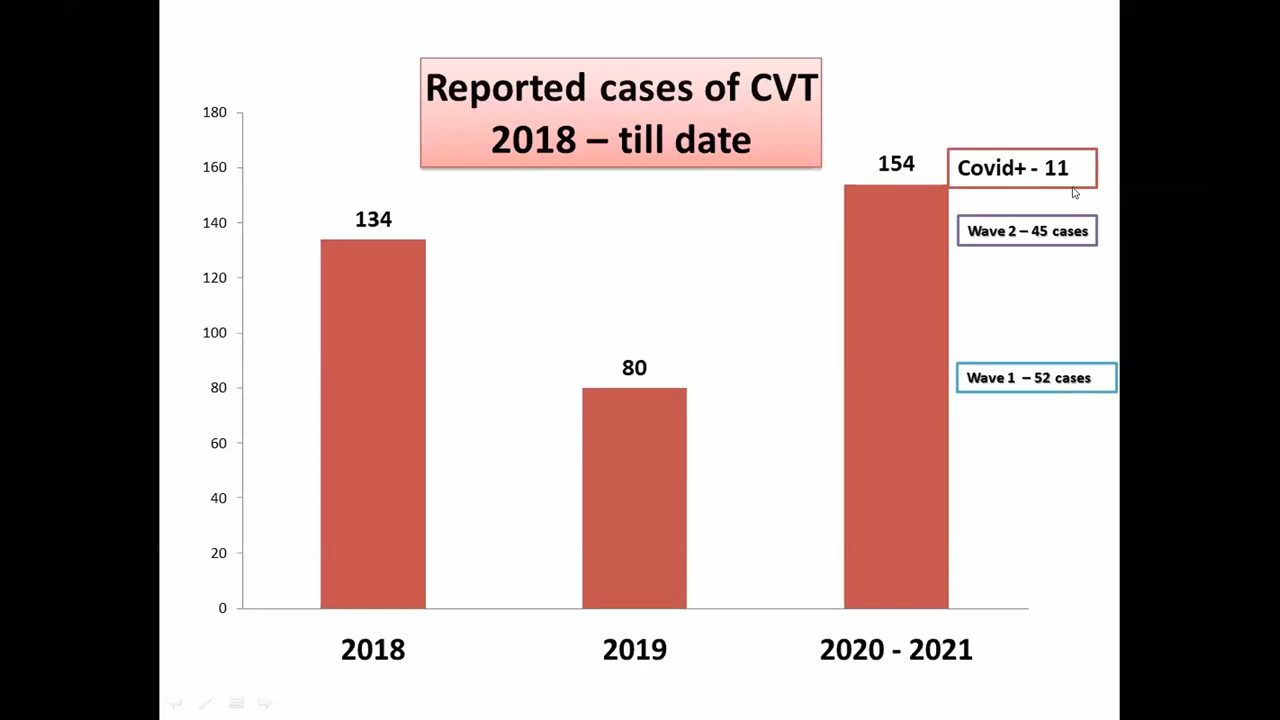 Reported cases of CVT
2018 – till date
180
160
140
120
100
80
60
40
20
0
134
80
154
Covid+ - 11
Wave 2 – 45 cases
Wave 1 – 52 cases
2018
2019
2020 - 2021